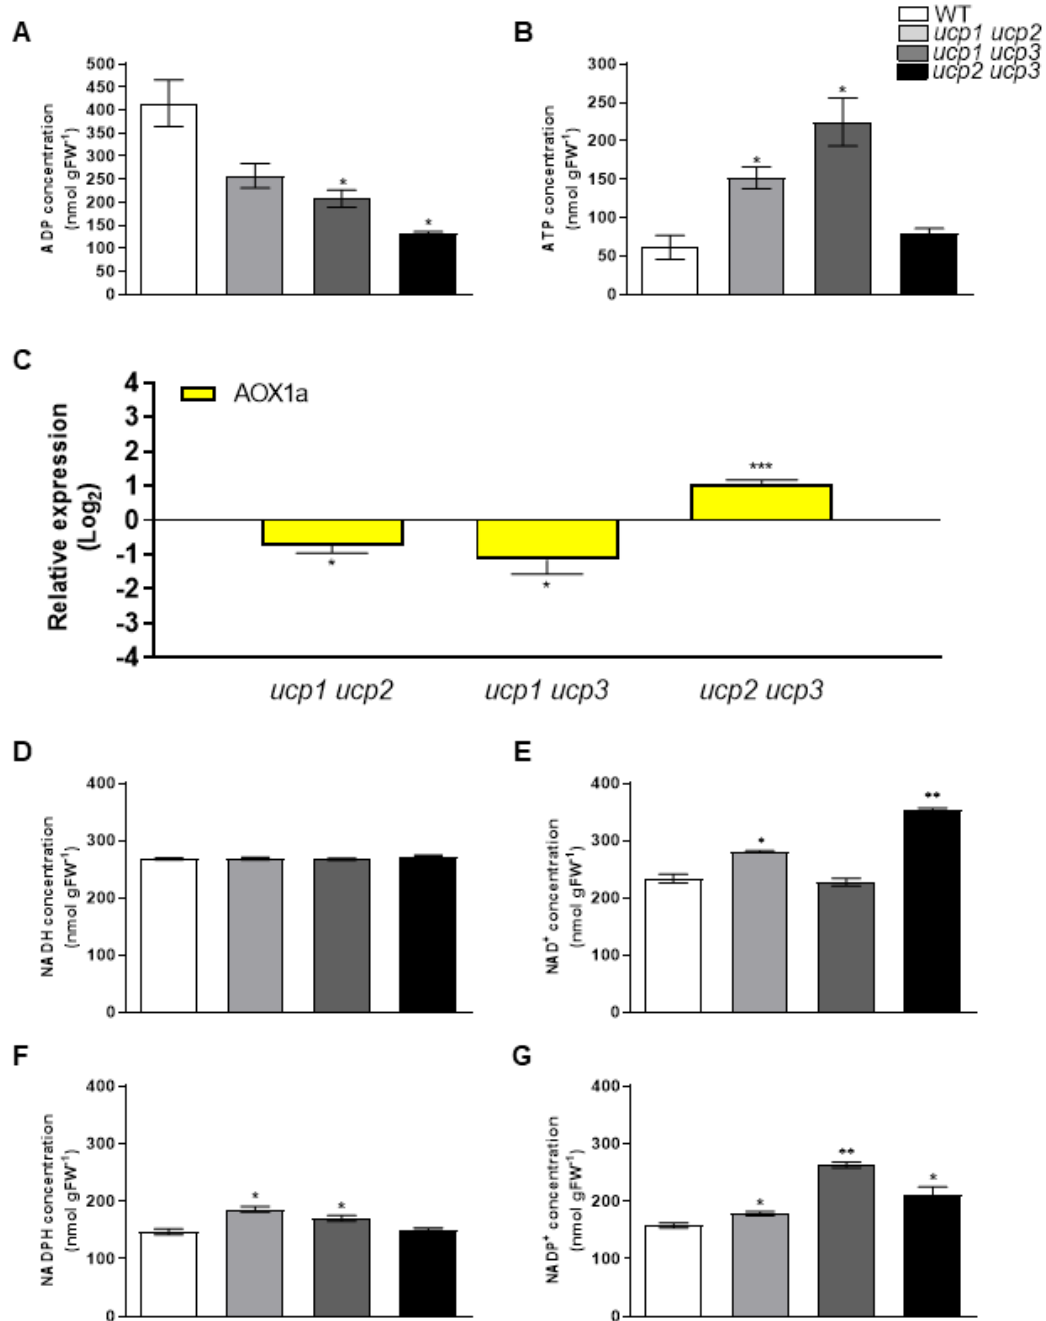 WT
ucp1 ucp2
ucp1 ucp3
ucp2 ucp3
A
ADP concentration
(nmol gFW⁻¹)
500
450
400
350
300
250
200
150
100
50
0
*
*
B
ATP concentration
(nmol gFW⁻¹)
300
250
200
150
100
50
0
*
*
C
Relative expression
(Log₂)
4
3
2
1
0
-1
-2
-3
-4
AOX1a
*
*
***
ucp1 ucp2
ucp1 ucp3
ucp2 ucp3
D
NADH concentration
(nmol gFW⁻¹)
400
300
200
100
0
E
NAD⁺ concentration
(nmol gFW⁻¹)
400
300
200
100
0
*
**
F
NADPH concentration
(nmol gFW⁻¹)
400
300
200
100
0
*
*
G
NADP⁺ concentration
(nmol gFW⁻¹)
400
300
200
100
0
*
**
*